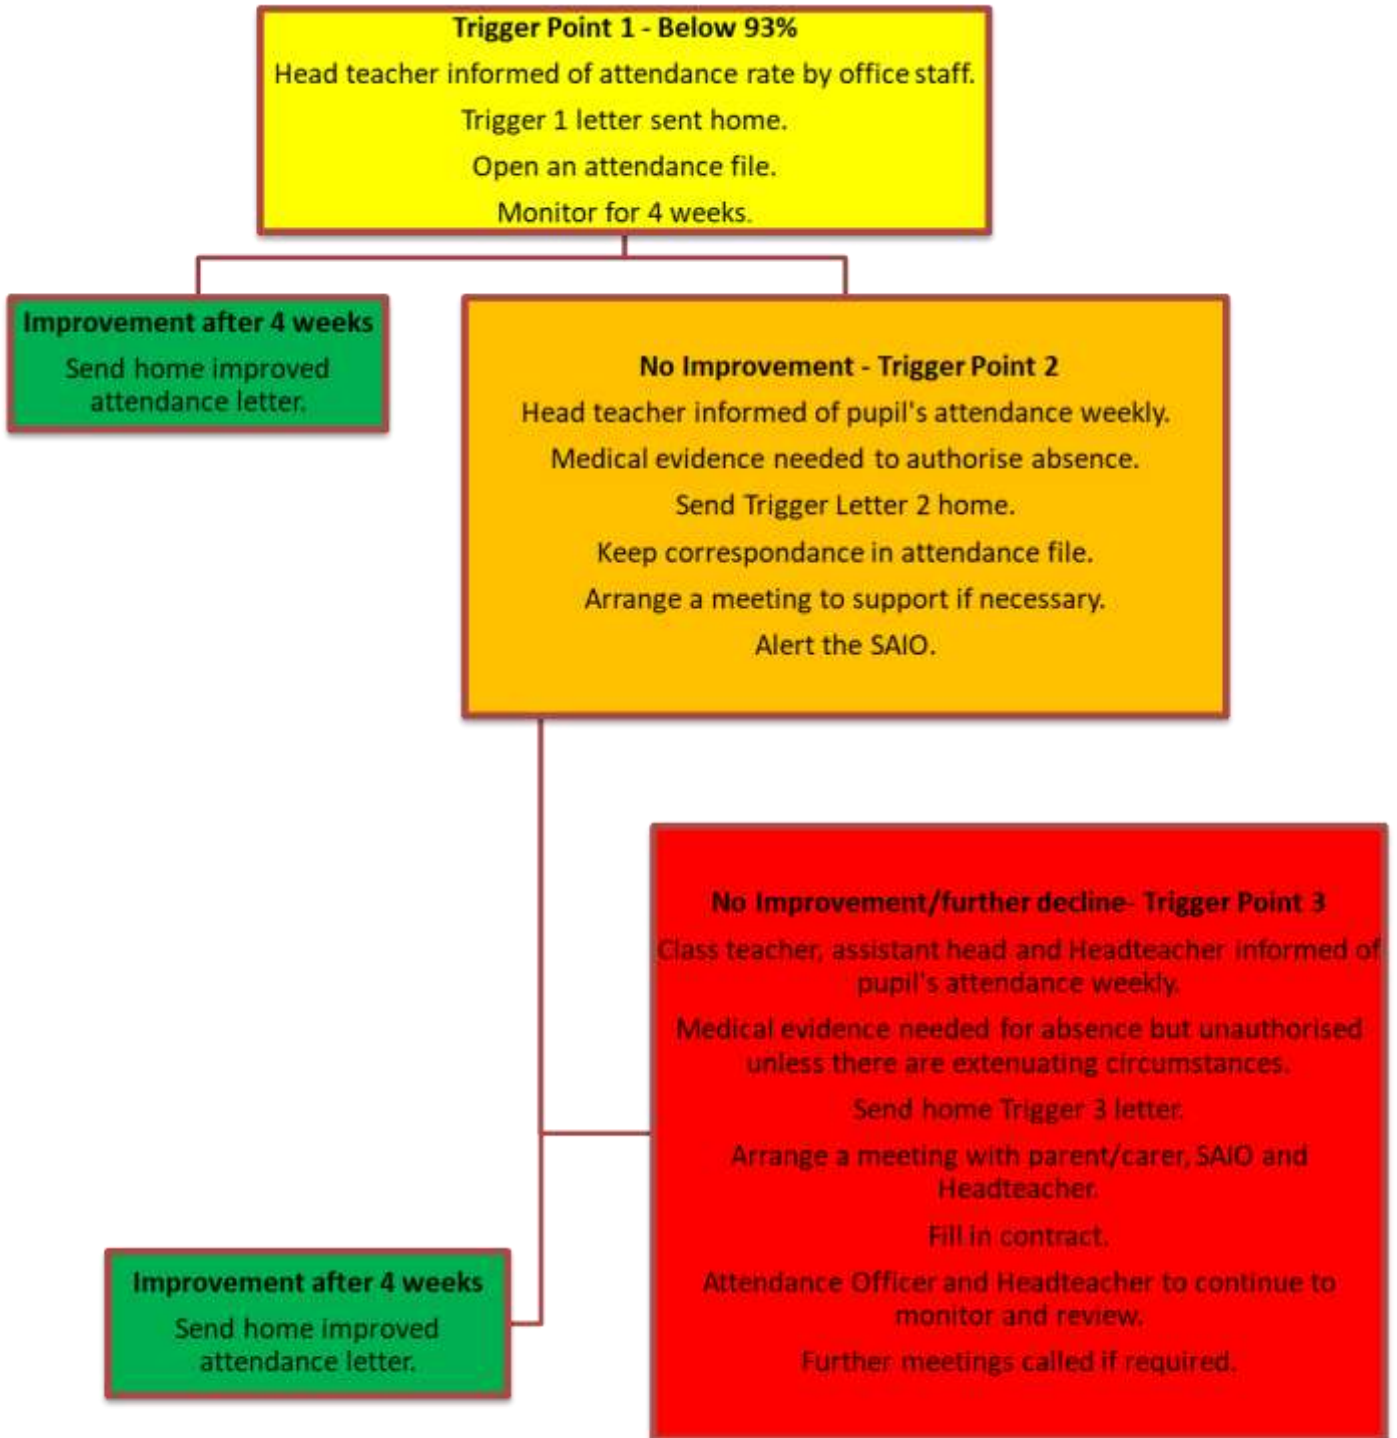 Trigger Point 1 - Below 93%
Head teacher informed of attendance rate by office staff.
Trigger 1 letter sent home.
Open an attendance file.
Monitor for 4 weeks.
Improvement after 4 weeks
Send home improved
attendance letter.
No Improvement - Trigger Point 2
Head teacher informed of pupil's attendance weekly.
Medical evidence needed to authorise absence.
Send Trigger Letter 2 home.
Keep correspondance in attendance file.
Arrange a meeting to support if necessary.
Alert the SAIO.
No Improvement/further decline- Trigger Point 3
Class teacher, assistant head and Headteacher informed of
pupil's attendance weekly.
Medical evidence needed for absence but unauthorised
unless there are extenuating circumstances.
Send home Trigger 3 letter.
Arrange a meeting with parent/carer, SAIO and
Headteacher.
Fill in contract.
Attendance Officer and Headteacher to continue to
monitor and review.
Further meetings called if required.
Improvement after 4 weeks
Send home improved
attendance letter.